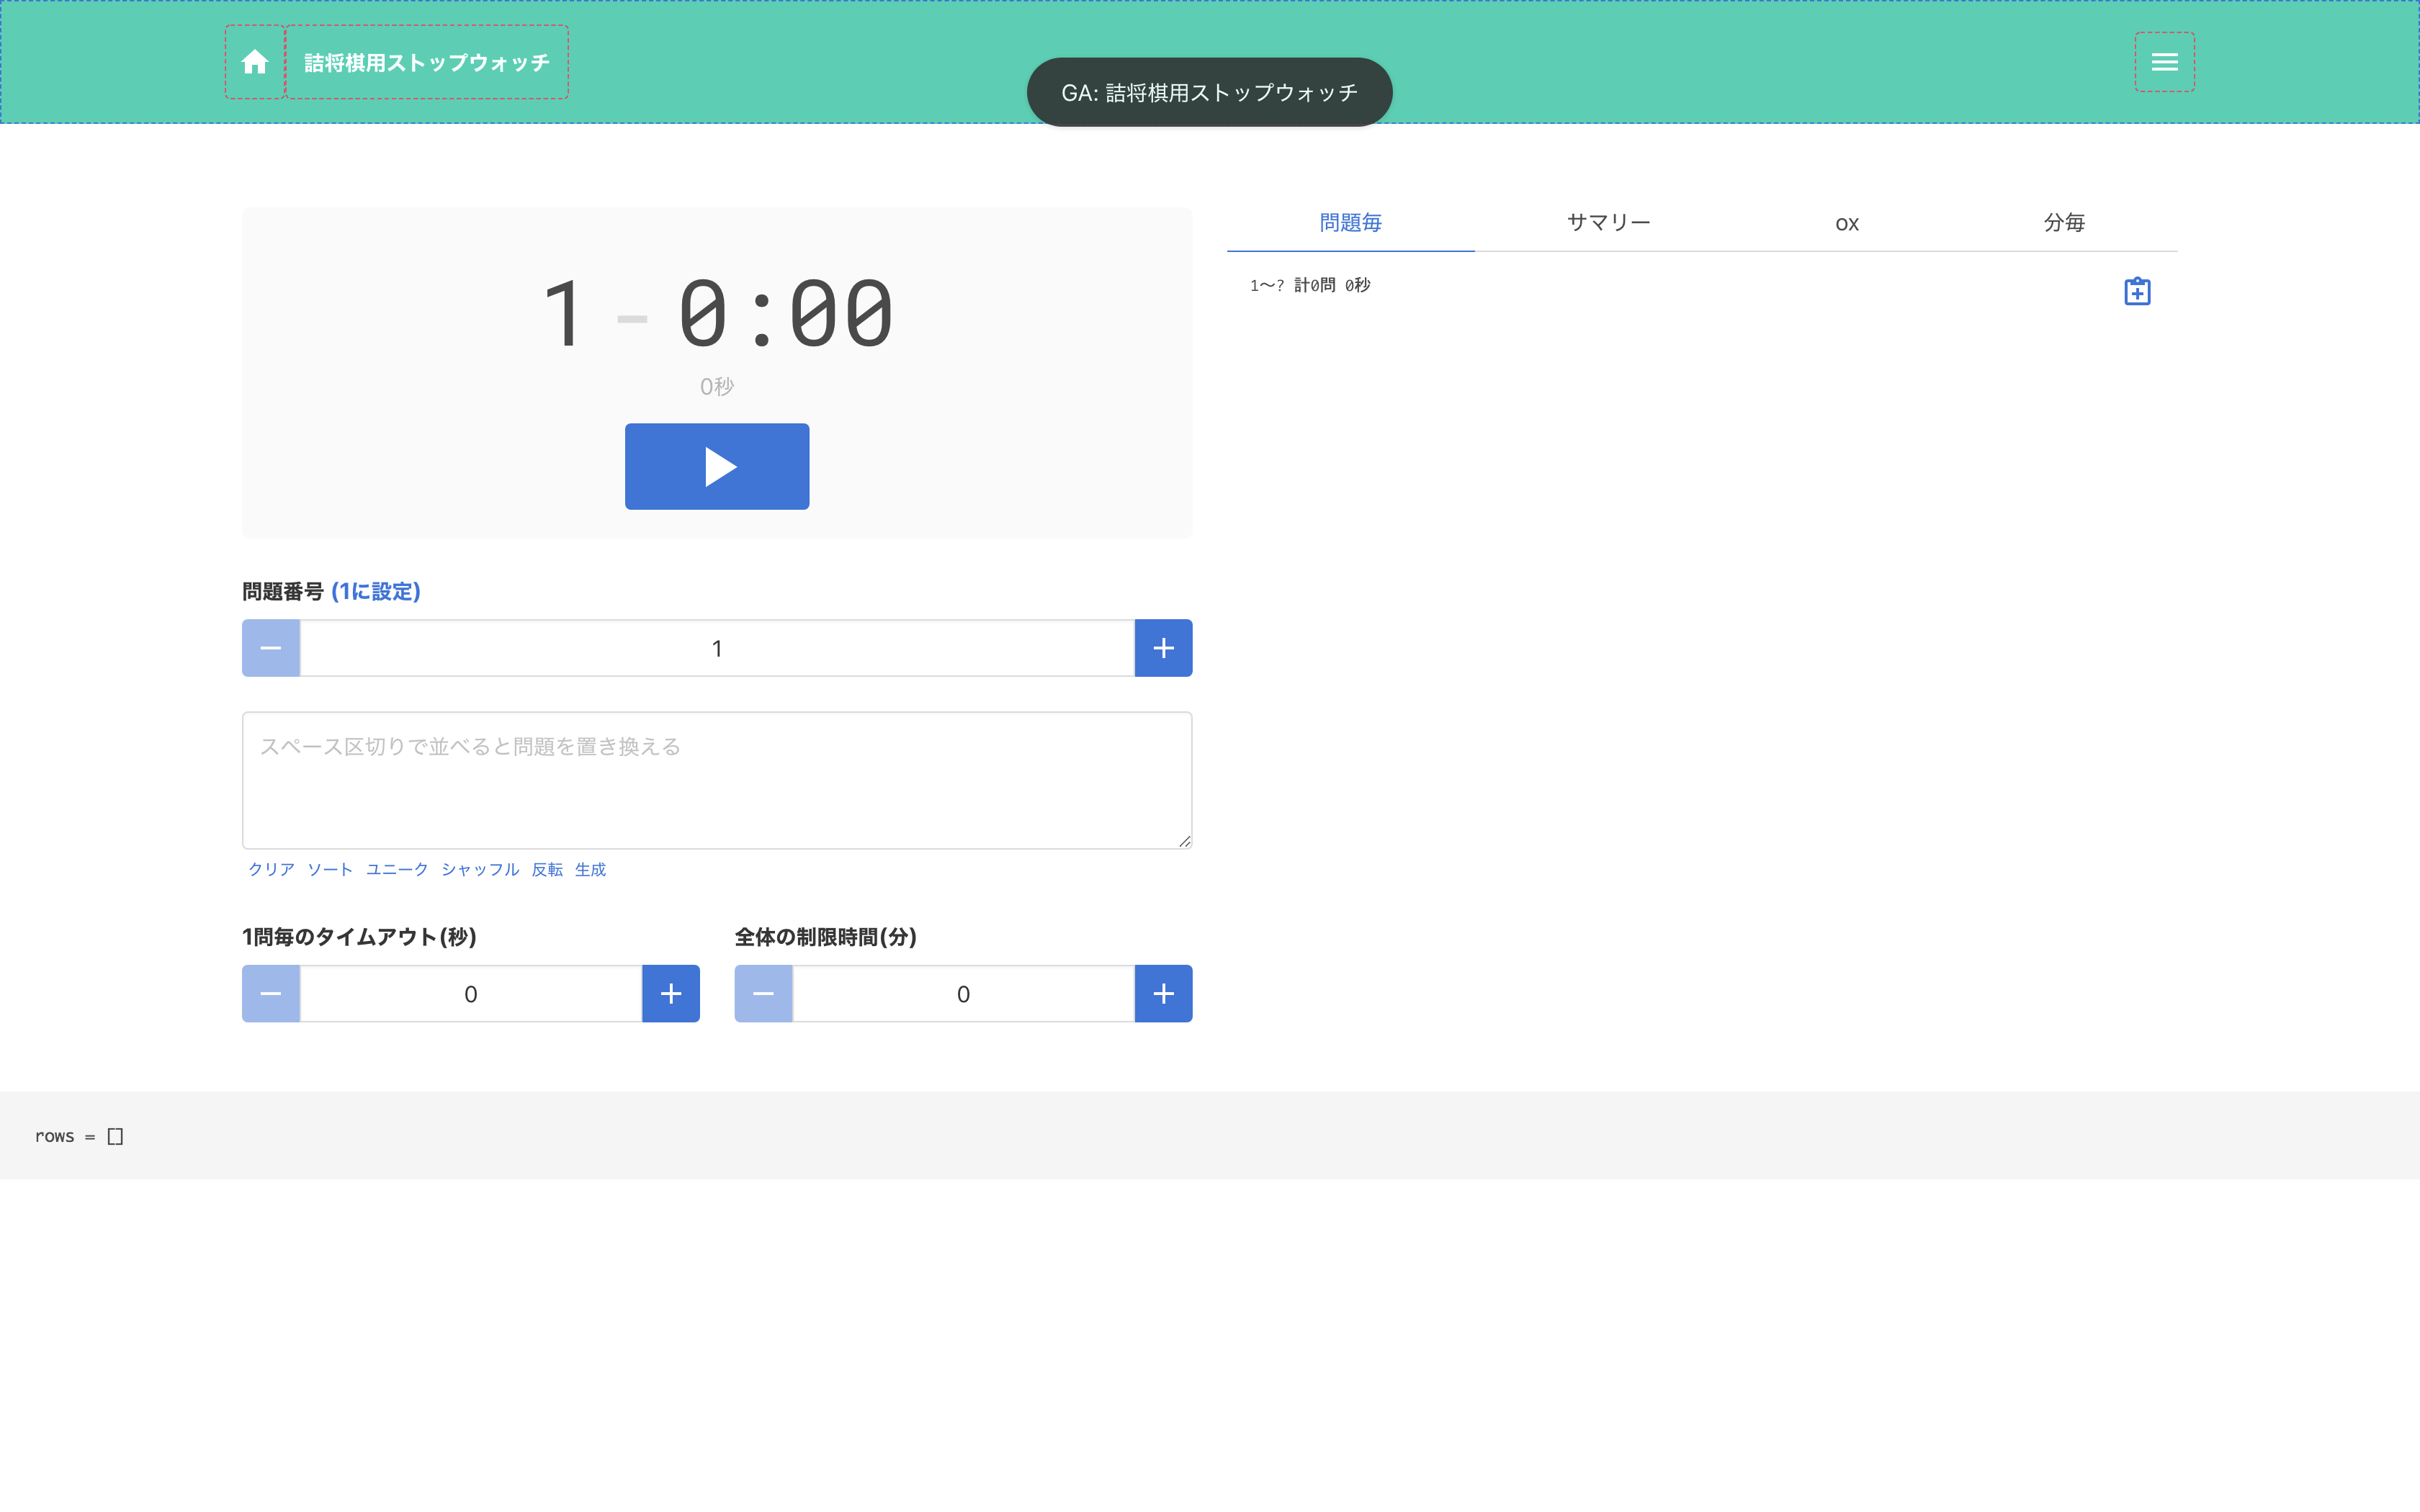 詰将棋用ストップウォッチ
GA: 詰将棋用ストップウォッチ
1 - 0:00
0秒
問題番号 (1に設定)
1
スペース区切りで並べると問題を置き換える
クリア ソート ユニーク シャッフル 反転 生成
1問毎のタイムアウト(秒)
0
全体の制限時間(分)
0
問題毎 サマリー ox 分毎
1〜? 計0問 0秒
rows = []